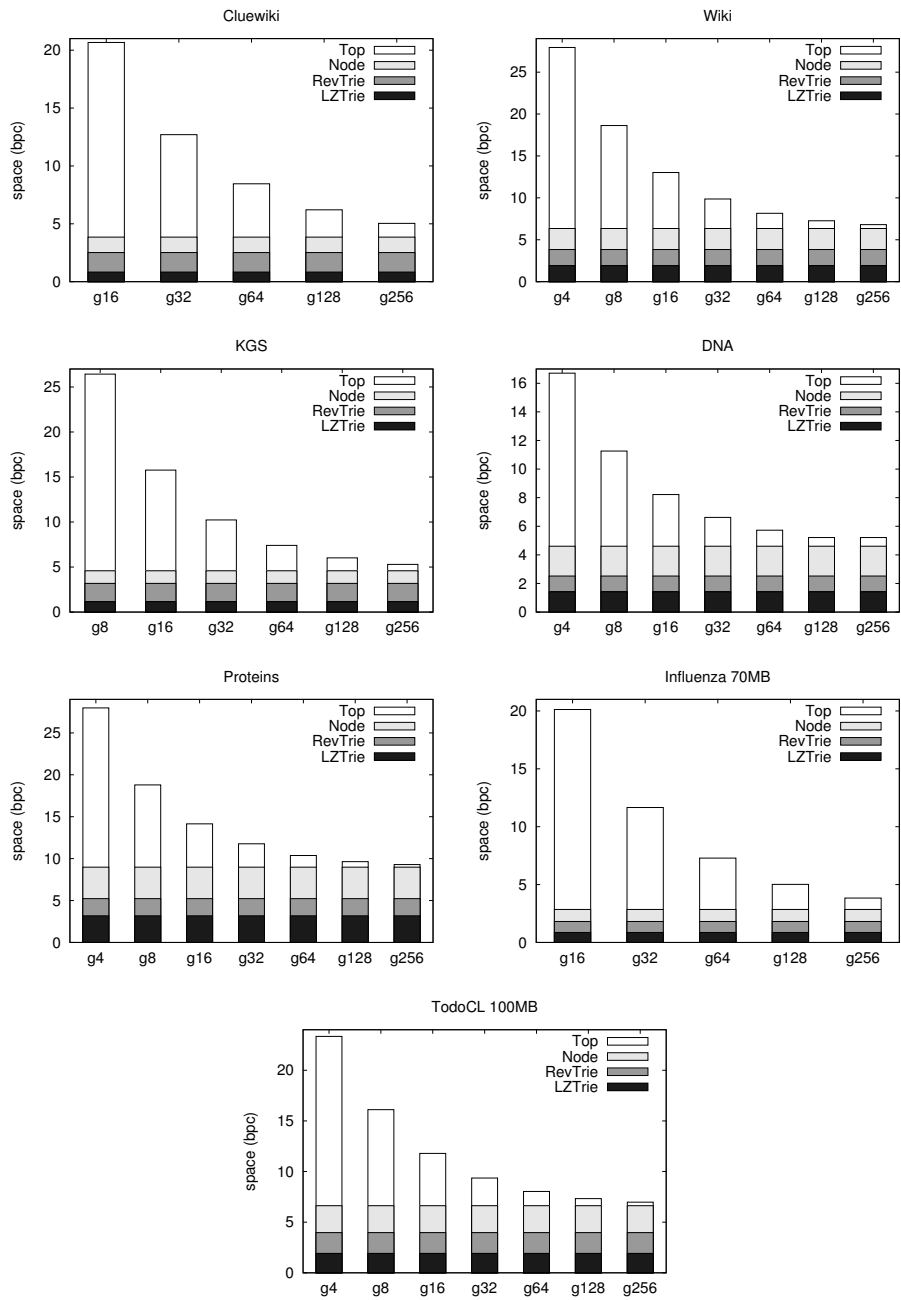 Cluewiki
space (bpc)
20
15
10
5
0
Top
Node
RevTrie
LZTrie
g16 g32 g64 g128 g256
Wiki
space (bpc)
25
20
15
10
5
0
Top
Node
RevTrie
LZTrie
g4 g8 g16 g32 g64 g128 g256
KGS
space (bpc)
25
20
15
10
5
0
Top
Node
RevTrie
LZTrie
g8 g16 g32 g64 g128 g256
DNA
space (bpc)
16
14
12
10
8
6
4
2
0
Top
Node
RevTrie
LZTrie
g4 g8 g16 g32 g64 g128 g256
Proteins
space (bpc)
25
20
15
10
5
0
Top
Node
RevTrie
LZTrie
g4 g8 g16 g32 g64 g128 g256
Influenza 70MB
space (bpc)
20
15
10
5
0
Top
Node
RevTrie
LZTrie
g16 g32 g64 g128 g256
TodoCL 100MB
space (bpc)
20
15
10
5
0
Top
Node
RevTrie
LZTrie
g4 g8 g16 g32 g64 g128 g256